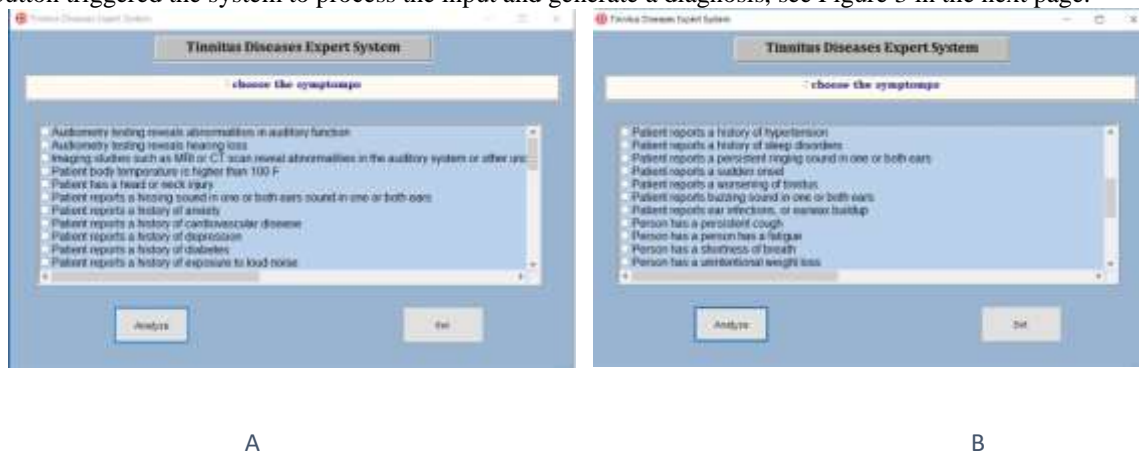 button triggered the system to process the input and generate a diagnosis, see Figure 3 in the next page.
Tinnitus Diseases Expert System
Tinnitus Diseases Expert System
choose the symptomps
Audiometry testing reveals abnormalities in auditory function
Audiometry testing reveals hearing loss
Imaging studies such as MRI or CT scan reveal abnormalities in the auditory system or other
Patient body temperature is higher than 100 F
Patient has a head or neck injury
Patient reports a hissing sound in one or both ears sound in one or both ears
Patient reports a history of anxiety
Patient reports a history of cardiovascular disease
Patient reports a history of depression
Patient reports a history of diabetes
Patient reports a history of exposure to loud noise
Analyze
A
Tinnitus Diseases Expert System
Tinnitus Diseases Expert System
choose the symptomps
Patient reports a history of hypertension
Patient reports a history of sleep disorders
Patient reports a persistent ringing sound in one or both ears
Patient reports a sudden onset
Patient reports a worsening of tinnitus
Patient reports buzzing sound in one or both ears
Patient reports ear infections, or earwax buildup
Person has a persistent cough
Person has a person has a fatigue
Person has a shortness of breath
Person has a unintentional weight loss
Analyze
B